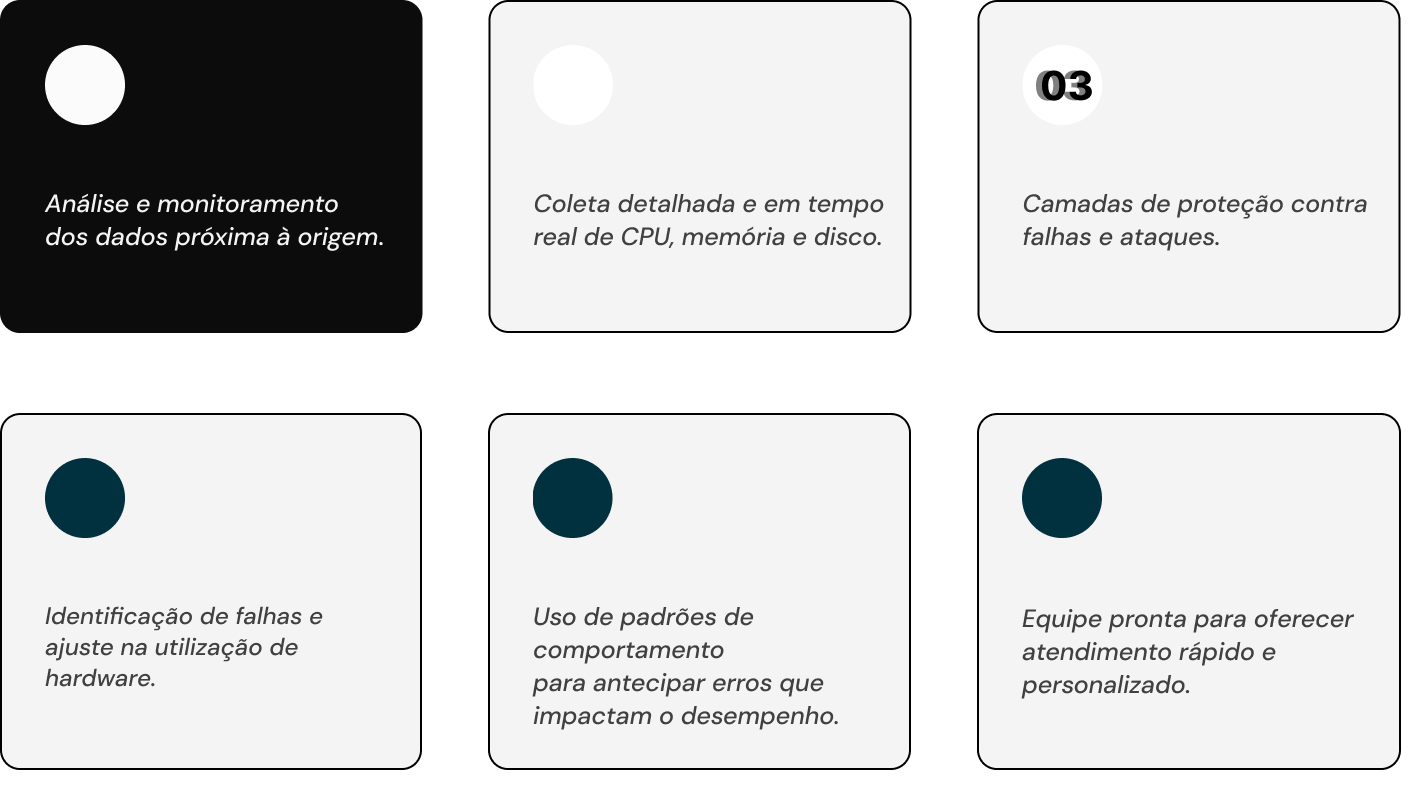 03
Análise e monitoramento
dos dados próxima à origem.
Coleta detalhada e em tempo
real de CPU, memória e disco.
Camadas de proteção contra
falhas e ataques.
Identificação de falhas e
ajuste na utilização de
hardware.
Uso de padrões de
comportamento
para antecipar erros que
impactam o desempenho.
Equipe pronta para oferecer
atendimento rápido e
personalizado.